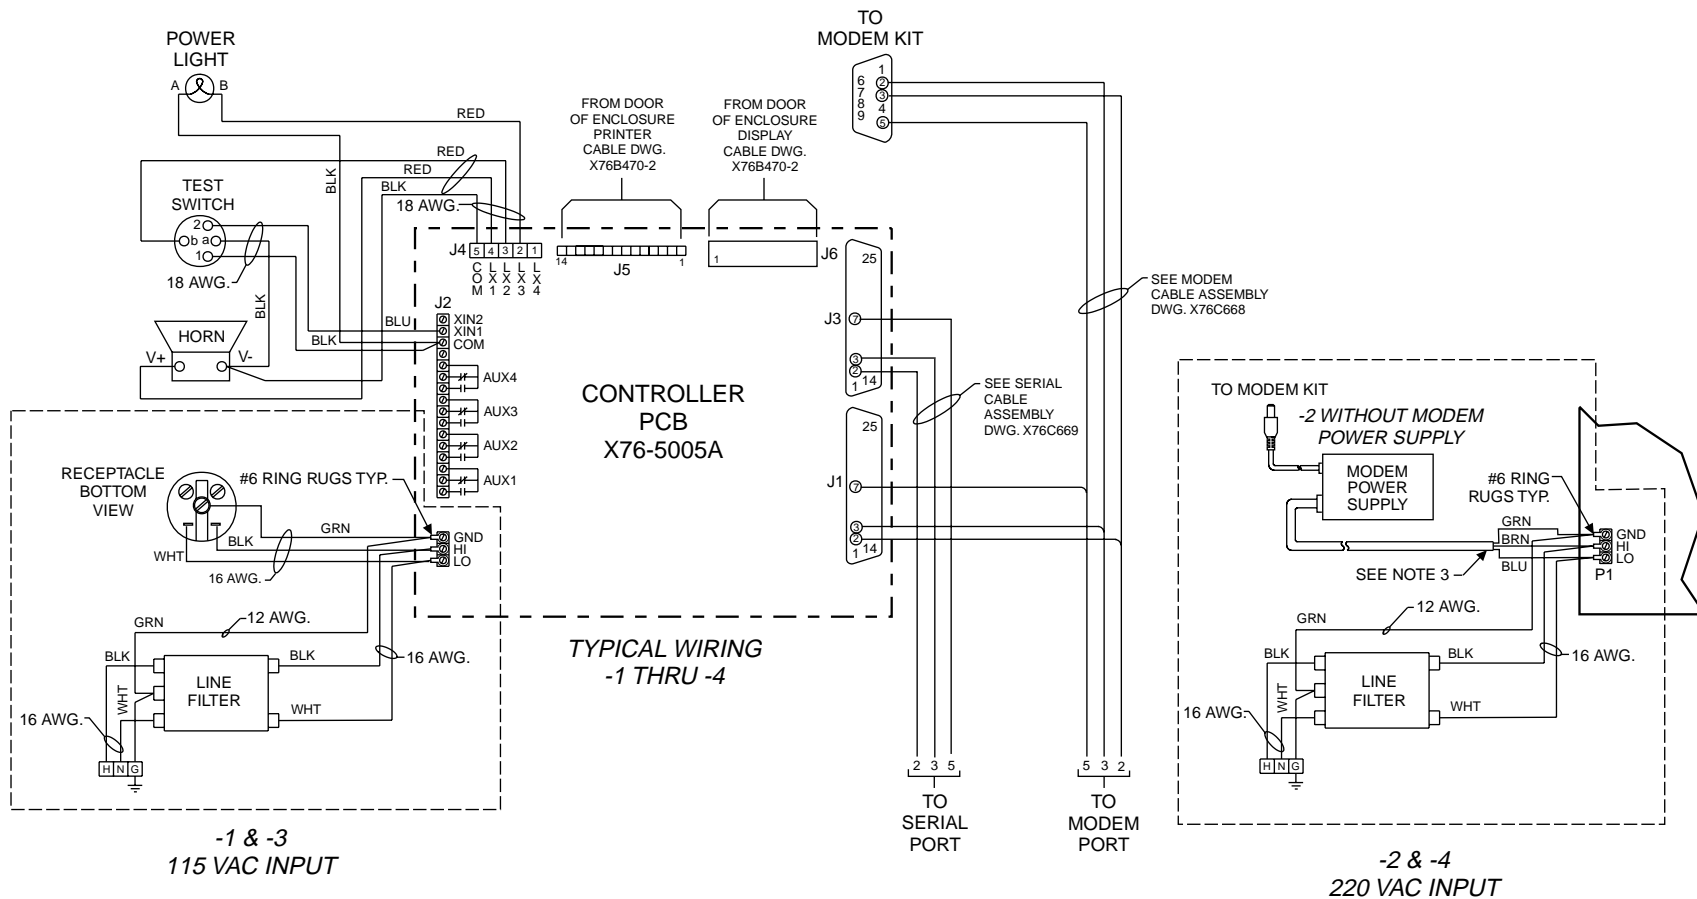 POWER
LIGHT
A
B
TO
MODEM KIT
1
6
2
7
3
8
4
9
5
RED
RED
RED
BLK
18 AWG.
BLK
FROM DOOR
OF ENCLOSURE
PRINTER
CABLE DWG.
X76B470-2
FROM DOOR
OF ENCLOSURE
DISPLAY
CABLE DWG.
X76B470-2
TEST
SWITCH
2
b a
1
18 AWG.
BLK
J4
5 4 3 2 1
COM
LX1
LX2
LX3
LX4
14
1
J5
1
J6
25
J3
7
3
2
14
1
SEE MODEM
CABLE ASSEMBLY
DWG. X76C668
HORN
V+
V-
BLU
BLK
J2
XIN2
XIN1
COM
AUX4
AUX3
AUX2
AUX1
CONTROLLER
PCB
X76-5005A
SEE SERIAL
CABLE
ASSEMBLY
DWG. X76C669
25
J1
7
3
2
14
1
RECEPTACLE
BOTTOM
VIEW
#6 RING RUGS TYP.
GRN
BLK
WHT
16 AWG.
GND
HI
LO
GRN
12 AWG.
BLK
BLK
16 AWG.
LINE
FILTER
WHT
WHT
16 AWG.
H N G
-1 & -3
115 VAC INPUT
TYPICAL WIRING
-1 THRU -4
2 3 5
TO
SERIAL
PORT
5 3 2
TO
MODEM
PORT
TO MODEM KIT
-2 WITHOUT MODEM
POWER SUPPLY
MODEM
POWER
SUPPLY
#6 RING
RUGS TYP.
GRN
BRN
BLU
GND
HI
LO
P1
SEE NOTE 3
GRN
12 AWG.
BLK
BLK
16 AWG.
LINE
FILTER
WHT
WHT
16 AWG.
H N G
-2 & -4
220 VAC INPUT